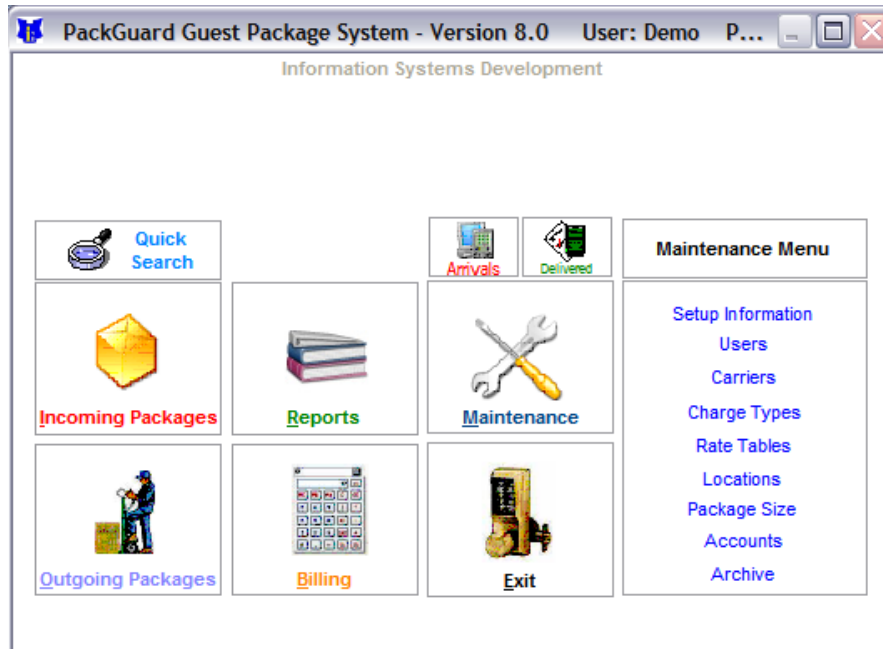 PackGuard Guest Package System - Version 8.0 User: Demo P...
Information Systems Development
Quick
Search
Arrivals
Delivered
Maintenance Menu
Incoming Packages
Reports
Maintenance
Setup Information
Users
Carriers
Charge Types
Rate Tables
Locations
Package Size
Accounts
Archive
Outgoing Packages
Billing
Exit